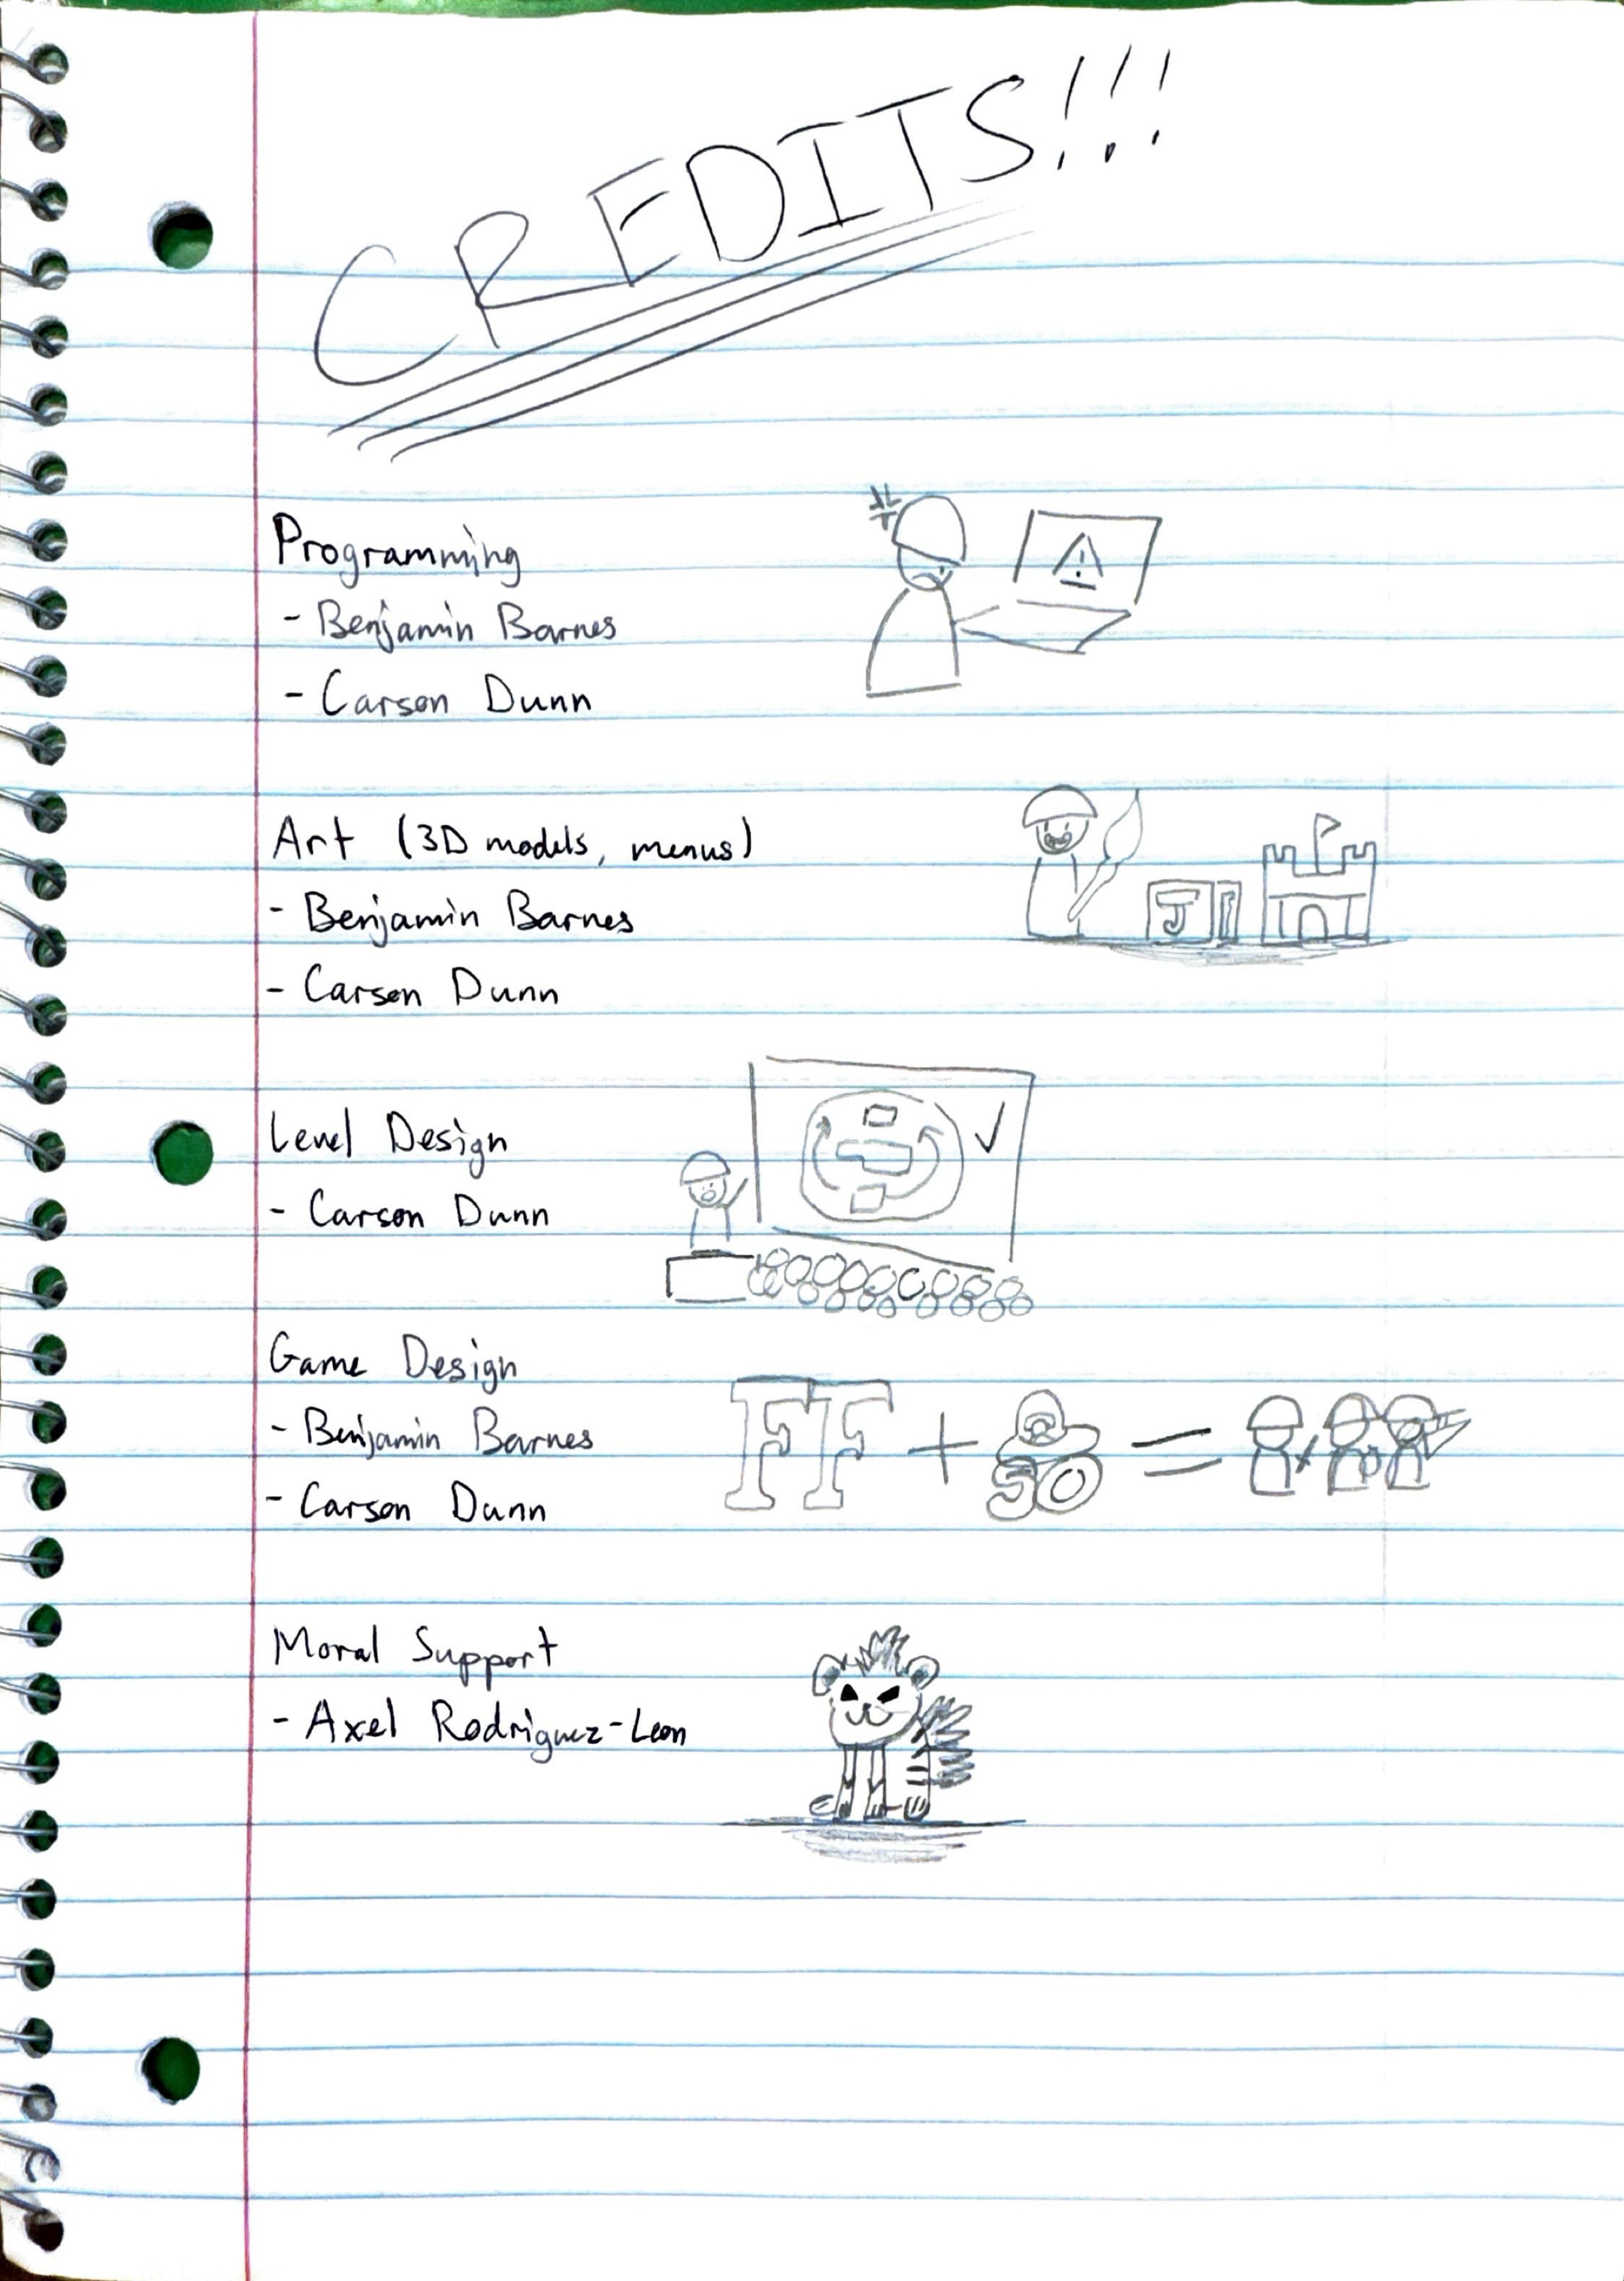 CREDITS!!!
Programming
- Benjamin Barnes
- Carson Dunn
Art (3D models, menus)
- Benjamin Barnes
- Carson Dunn
Level Design
- Carson Dunn
Game Design
- Benjamin Barnes
- Carson Dunn
FF + SO =
Moral Support
- Axel Rodriguez-Leon